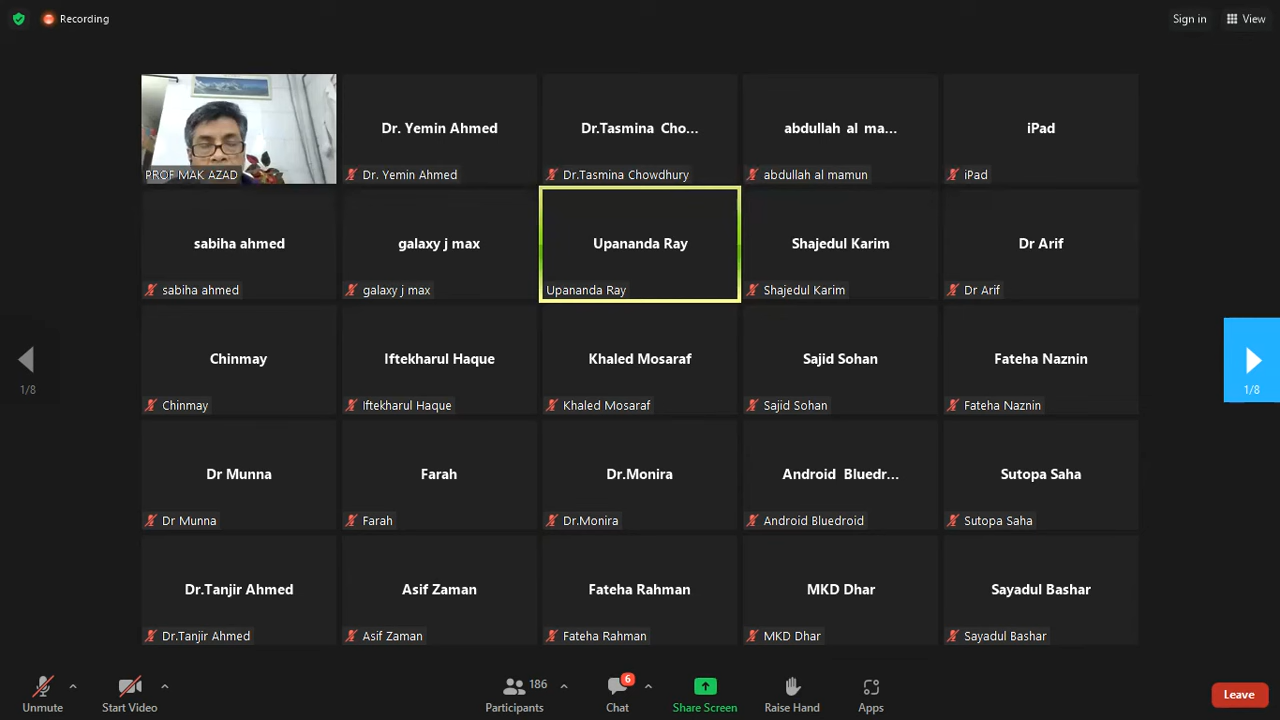 Recording
Sign in
View
PROF MAK AZAD
Dr. Yemin Ahmed
Dr. Yemin Ahmed
Dr.Tasmina Cho...
Dr.Tasmina Chowdhury
abdullah al ma...
abdullah al mamun
iPad
iPad
sabiha ahmed
sabiha ahmed
galaxy j max
galaxy j max
Upananda Ray
Upananda Ray
Shajedul Karim
Shajedul Karim
Dr Arif
Dr Arif
1/8
1/8
Chinmay
Chinmay
Iftekharul Haque
Iftekharul Haque
Khaled Mosaraf
Khaled Mosaraf
Sajid Sohan
Sajid Sohan
Fateha Naznin
Fateha Naznin
Dr Munna
Dr Munna
Farah
Farah
Dr.Monira
Dr.Monira
Android Bluedr...
Android Bluedroid
Sutopa Saha
Sutopa Saha
Dr.Tanjir Ahmed
Dr.Tanjir Ahmed
Asif Zaman
Asif Zaman
Fateha Rahman
Fateha Rahman
MKD Dhar
MKD Dhar
Sayadul Bashar
Sayadul Bashar
Unmute
Start Video
186
Participants
6
Chat
Share Screen
Raise Hand
Apps
Leave